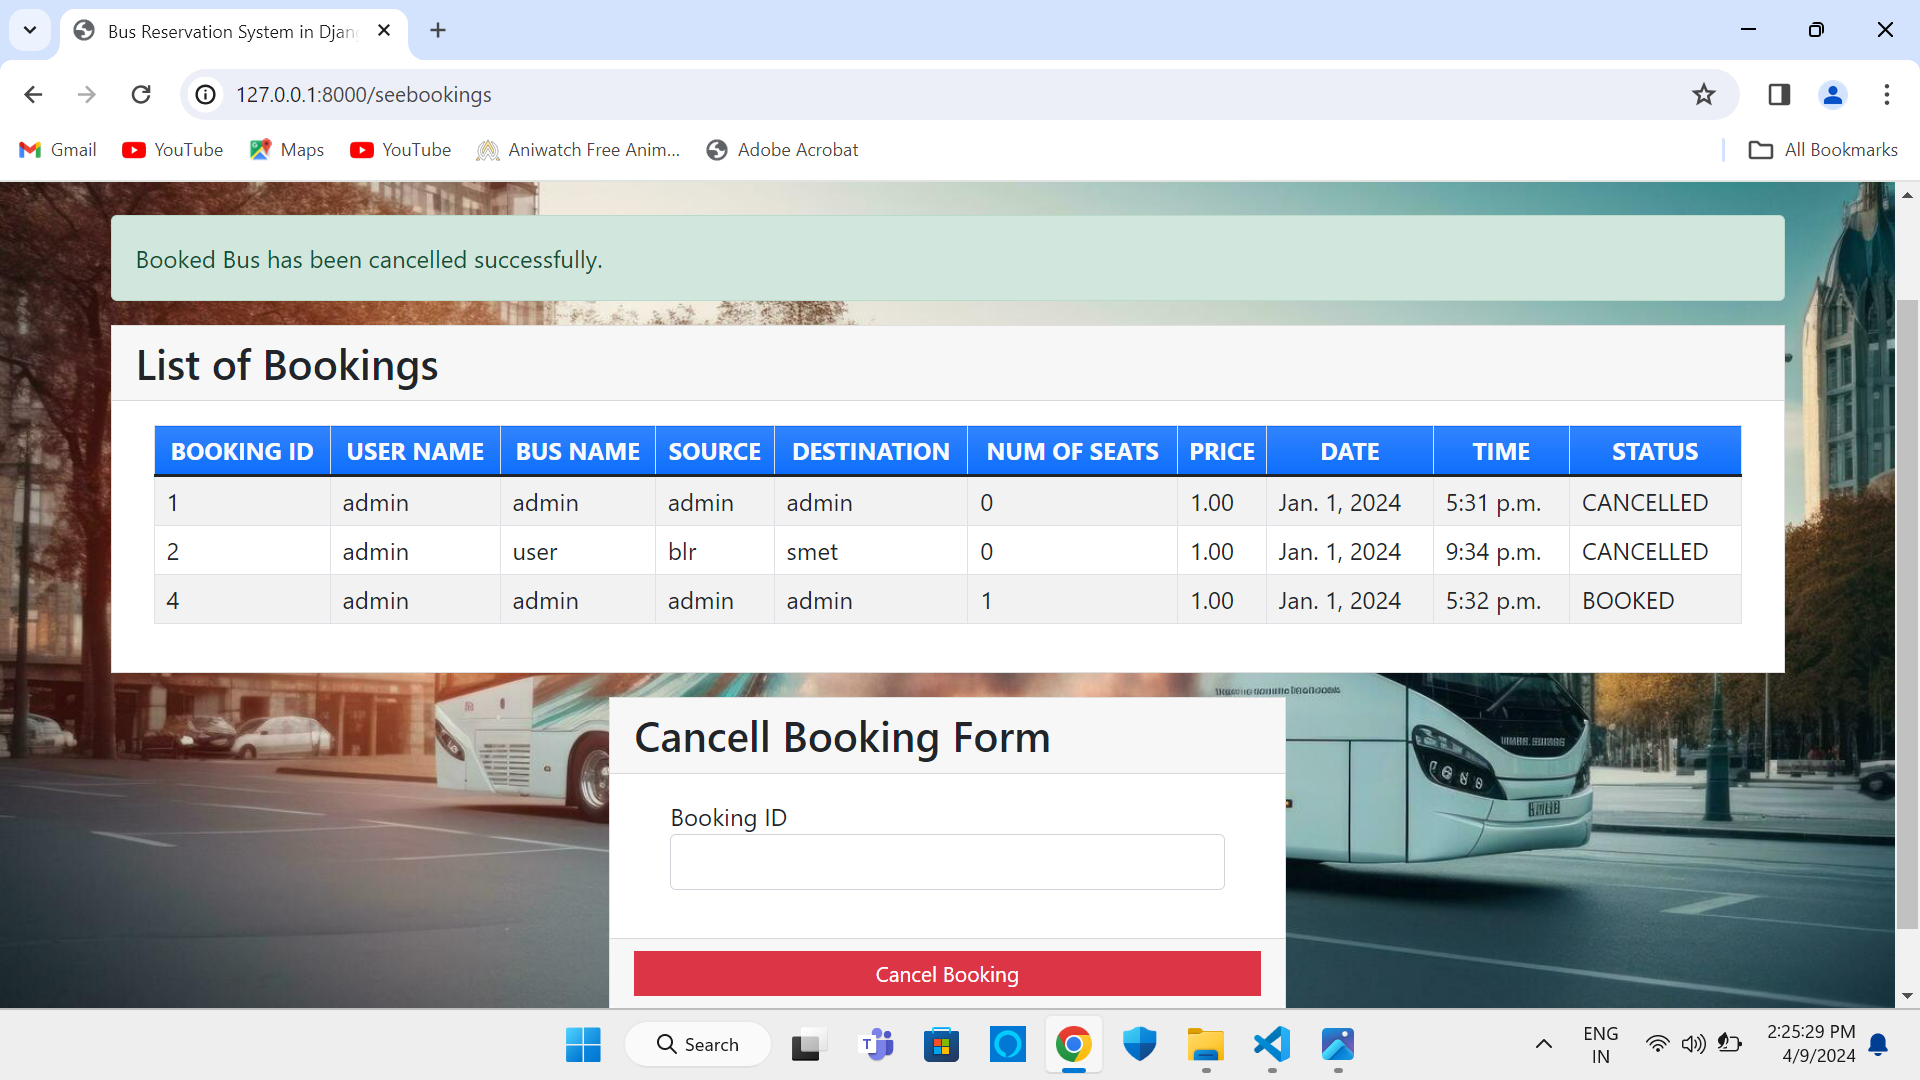 Bus Reservation System in Djan
127.0.0.1:8000/seebookings
Gmail YouTube Maps YouTube Aniwatch Free Anim... Adobe Acrobat All Bookmarks
Booked Bus has been cancelled successfully.
List of Bookings
BOOKING ID USER NAME BUS NAME SOURCE DESTINATION NUM OF SEATS PRICE DATE TIME STATUS
1 admin admin admin admin 0 1.00 Jan. 1, 2024 5:31 p.m. CANCELLED
2 admin user blr smet 0 1.00 Jan. 1, 2024 9:34 p.m. CANCELLED
4 admin admin admin admin 1 1.00 Jan. 1, 2024 5:32 p.m. BOOKED
Cancell Booking Form
Booking ID
Cancel Booking
Search
ENG
IN
2:25:29 PM
4/9/2024